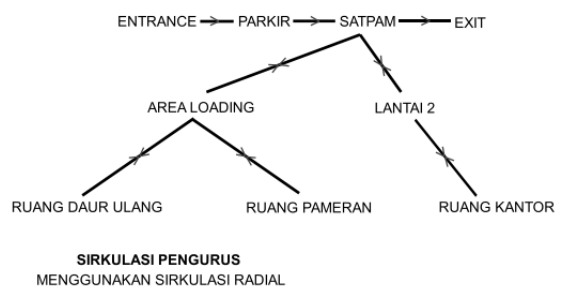 ENTRANCE PARKIR SATPAM EXIT
AREA LOADING LANTAI 2
RUANG DAUR ULANG RUANG PAMERAN RUANG KANTOR
SIRKULASI PENGURUS
MENGGUNAKAN SIRKULASI RADIAL